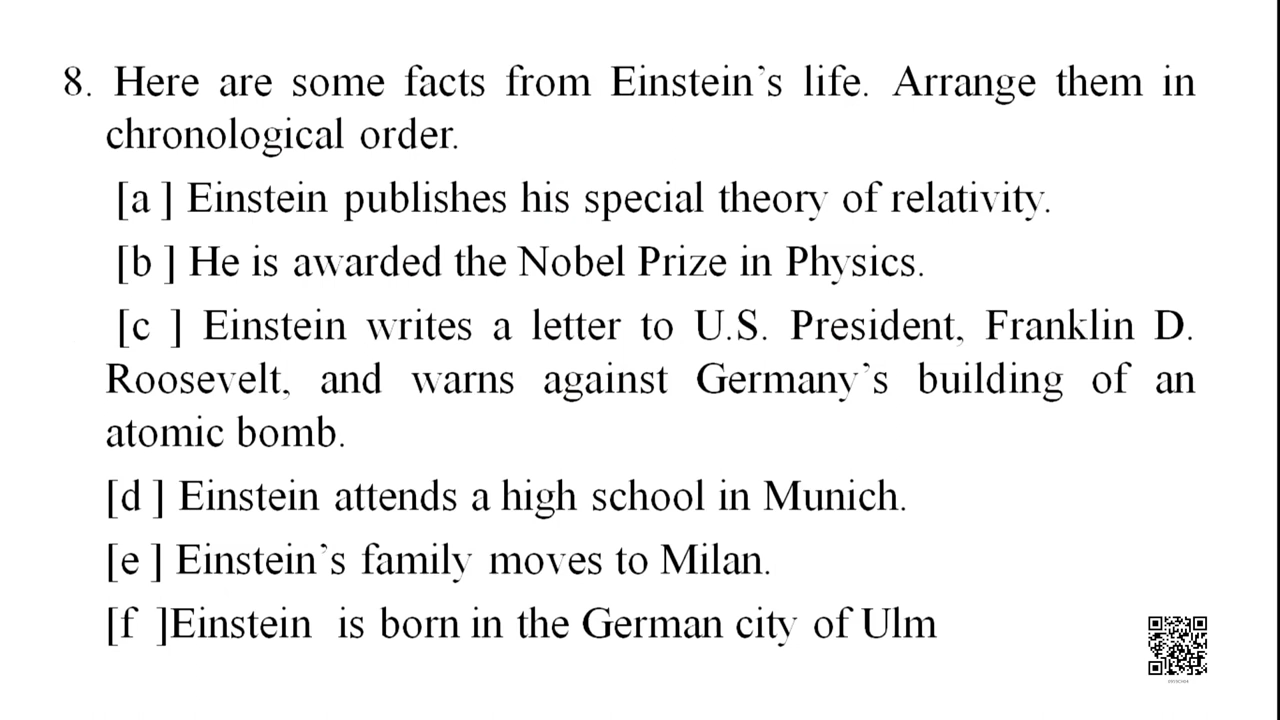 8. Here are some facts from Einstein's life. Arrange them in
chronological order.
[a ] Einstein publishes his special theory of relativity.
[b ] He is awarded the Nobel Prize in Physics.
[c ] Einstein writes a letter to U.S. President, Franklin D.
Roosevelt, and warns against Germany's building of an
atomic bomb.
[d ] Einstein attends a high school in Munich.
[e ] Einstein's family moves to Milan.
[f ]Einstein is born in the German city of Ulm